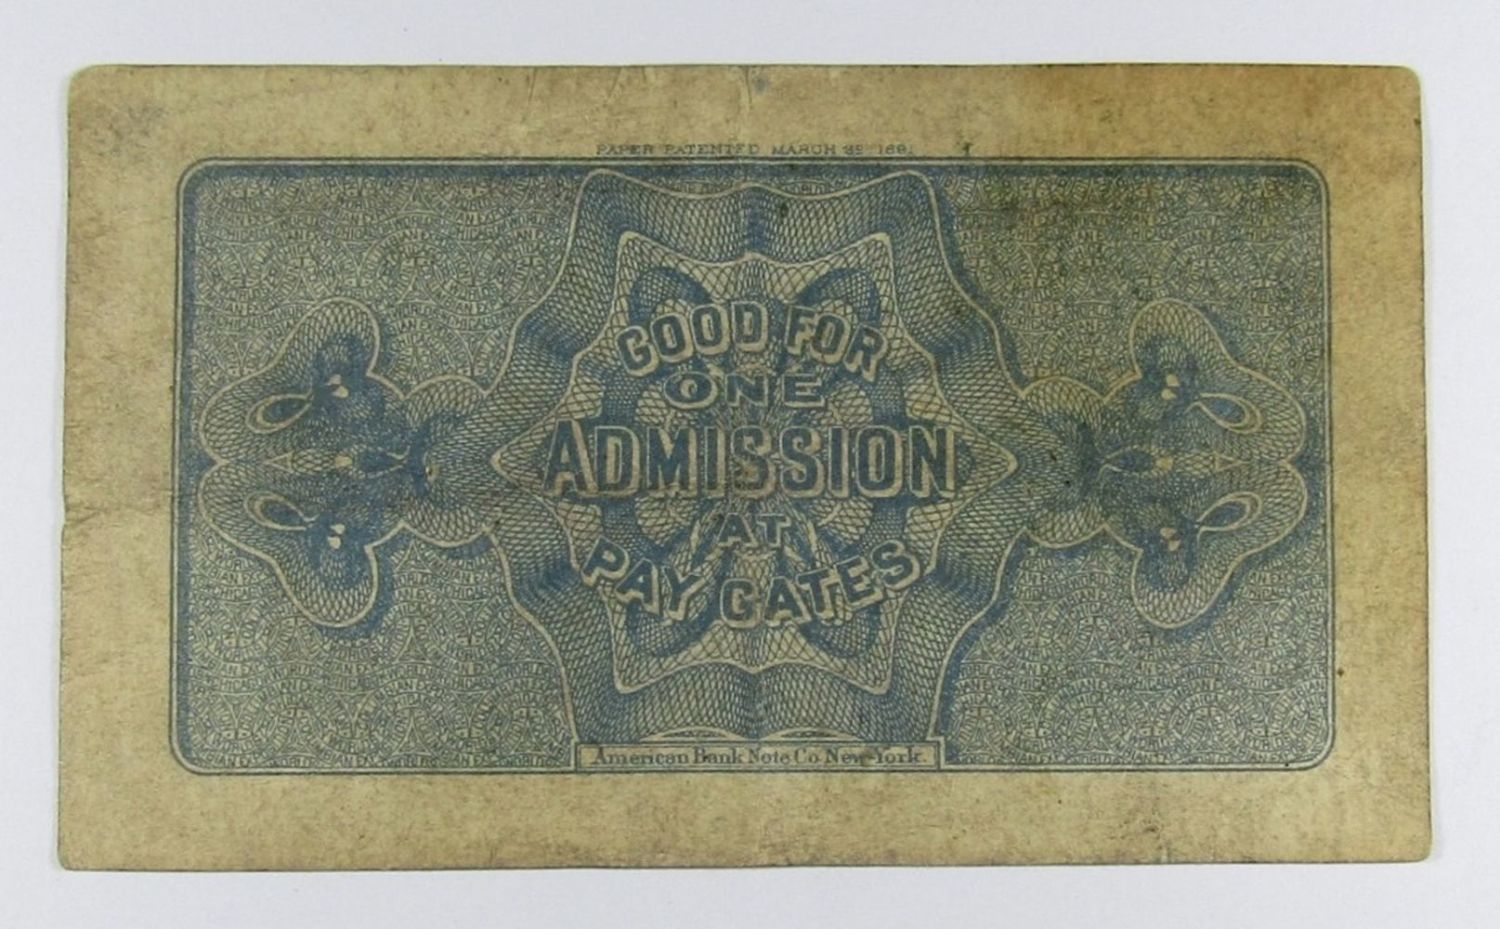 PAPER PATENTED MARCH
GOOD FOR
ONE
ADMISSION
AT
PAY GATES
American Bank Note Co. New York.